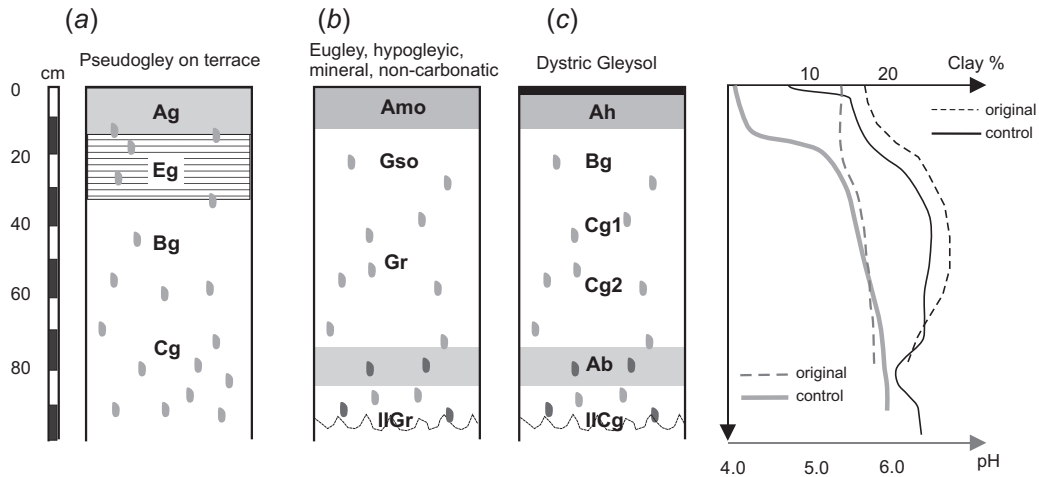 (a)
Pseudogley on terrace
cm
0
20
40
60
80
Ag
Eg
Bg
Cg
(b)
Eugley, hypogleyic,
mineral, non-carbonatic
Amo
Gso
Gr
IIGr
(c)
Dystric Gleysol
Ah
Bg
Cg1
Cg2
Ab
IICg
10 20 Clay %
original
control
original
control
4.0 5.0 6.0 pH